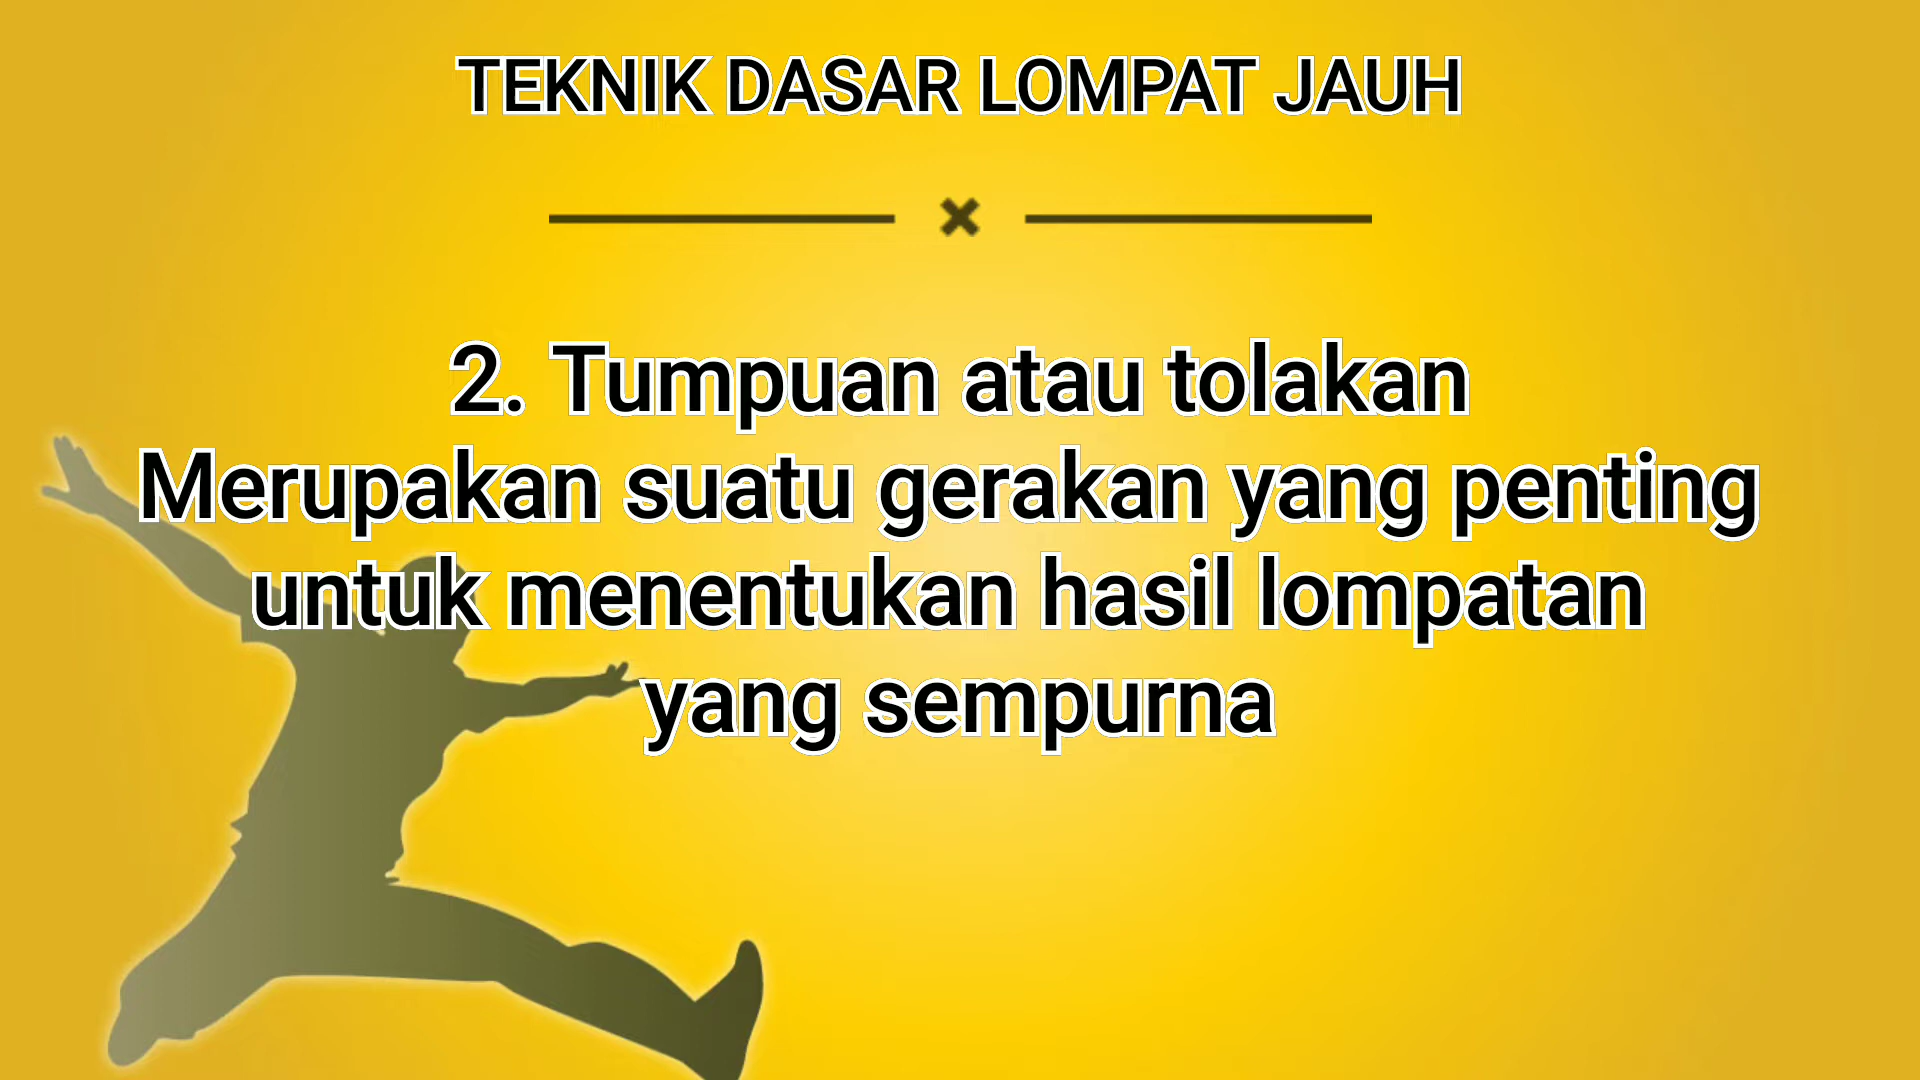 TEKNIK DASAR LOMPAT JAUH
2. Tumpuan atau tolakan
Merupakan suatu gerakan yang penting
untuk menentukan hasil lompatan
yang sempurna